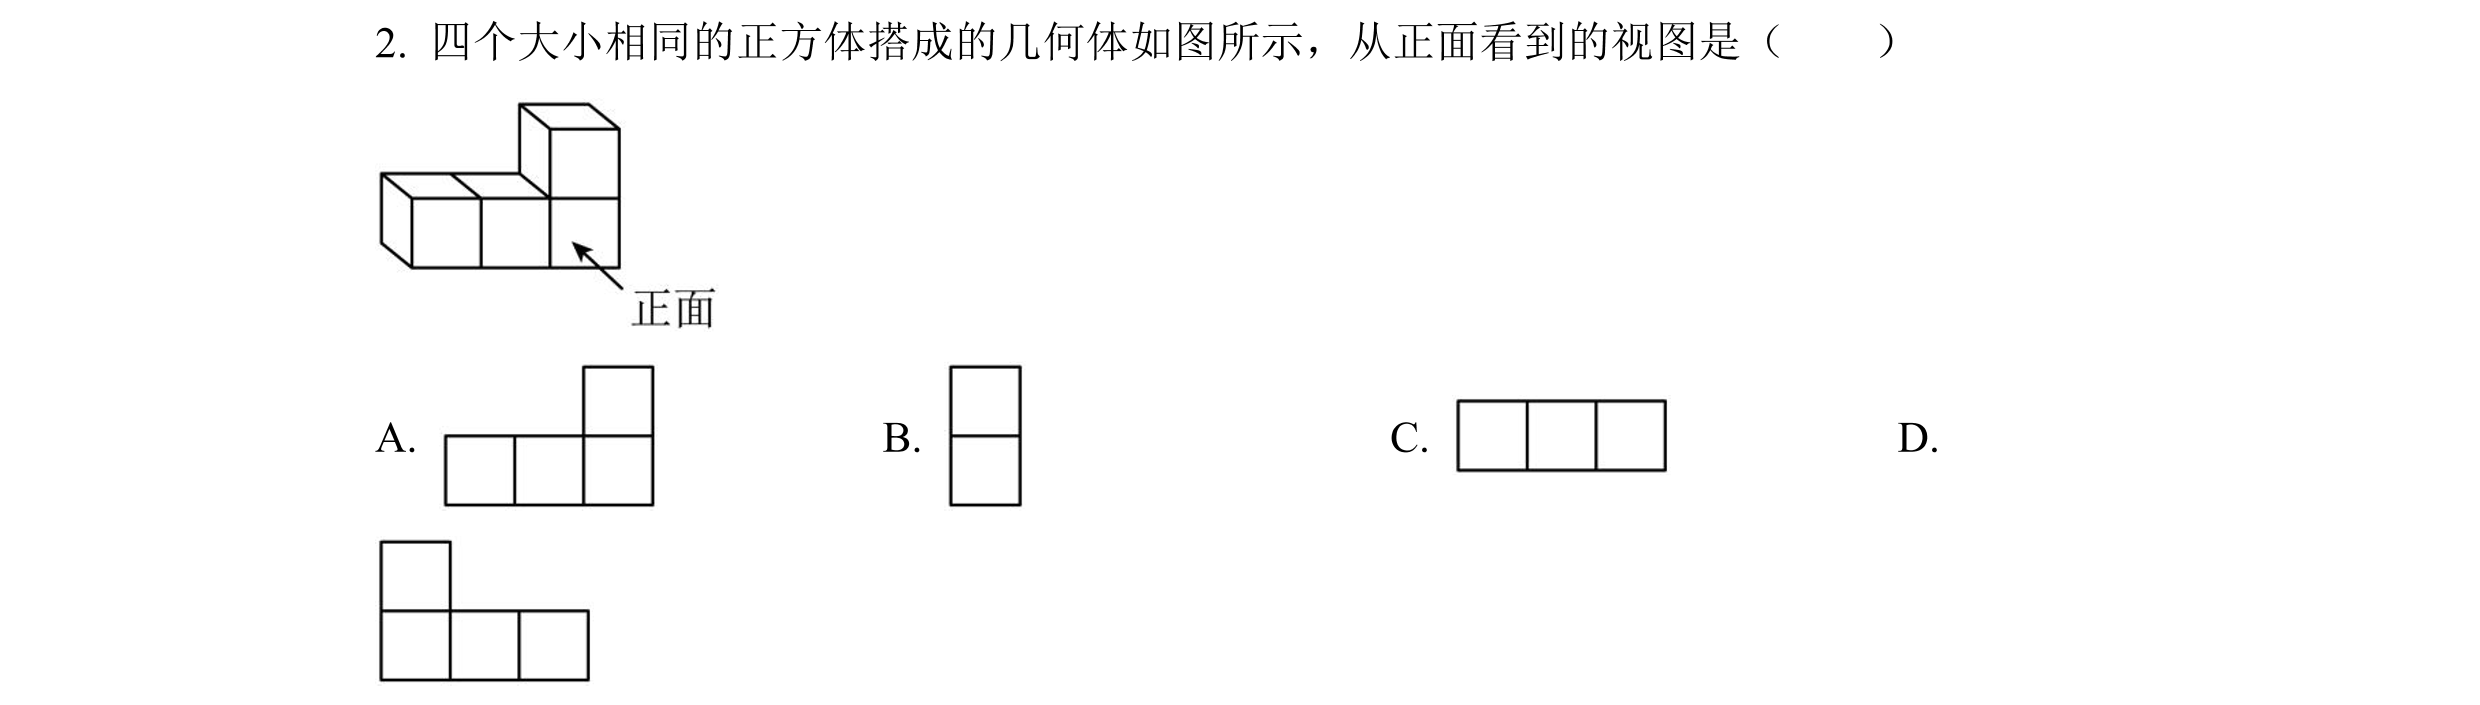 2. 四个大小相同的正方体搭成的几何体如图所示，从正面看到的视图是（　　）
正面
A. B. C. D.